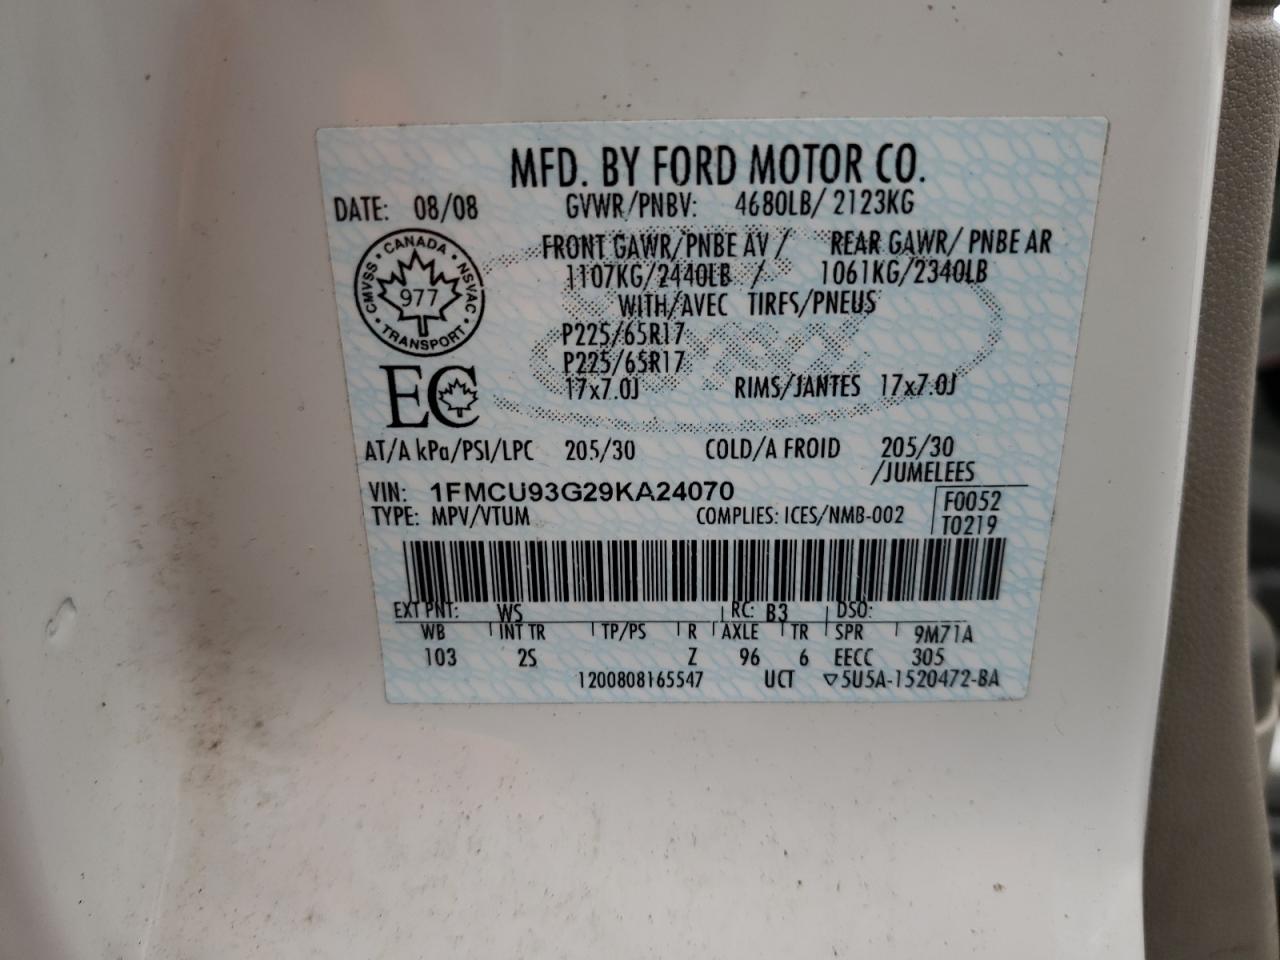 MFD. BY FORD MOTOR CO.
DATE: 08/08 GVWR/PNBV: 4680LB/ 2123KG
FRONT GAWR/PNBE AV / REAR GAWR/ PNBE AR
1107KG/2440LB / 1061KG/2340LB
WITH/AVEC TIRES/PNEUS
P225/65R17
P225/65R17
17x7.0J RIMS/JANTES 17x7.0J
CANADA
CMVSS NSVAC
977
TRANSPORT
EC
AT/A kPa/PSI/LPC 205/30 COLD/A FROID 205/30
/JUMELEES
VIN: 1FMCU93G29KA24070
F0052
TYPE: MPV/VTUM COMPLIES: ICES/NMB-002
T0219
EXT PNT: WS RC: B3 DSO:
WB INT TR TP/PS R AXLE TR SPR 9M71A
103 2S Z 96 6 EECC 305
1200808165547 UCT ▽5U5A-1520472-BA